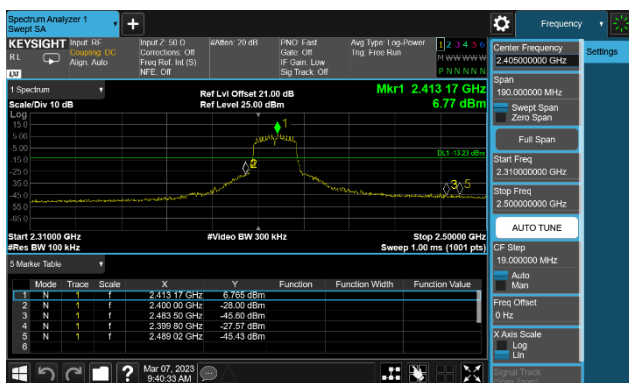 Spectrum Analyzer 1
Swept SA
Frequency
KEYSIGHT
Input: RF
Coupling: DC
Align: Auto
Input Z: 50 Ω
Corrections: Off
Freq Ref: Int (S)
NFE: Off
#Atten: 20 dB
PNO: Fast
Gate: Off
IF Gain: Low
Sig Track: Off
Avg Type: Log-Power
Trig: Free Run
1 2 3 4 5 6
M W W W W W
P N N N N N
R L
LV
1 Spectrum
Scale/Div 10 dB
Ref Lvl Offset 21.00 dB
Ref Level 25.00 dBm
Mkr1 2.413 17 GHz
6.77 dBm
Log
15.0
5.00
-5.00
-15.0
-25.0
-35.0
-45.0
-55.0
-65.0
1
2
3
5
DL1 -13.23 dBm
Start 2.31000 GHz
#Video BW 300 kHz
Stop 2.50000 GHz
#Res BW 100 kHz
Sweep 1.00 ms (1001 pts)
5 Marker Table
Mode Trace Scale X Y Function Function Width Function Value
1 N 1 f 2.413 17 GHz 6.765 dBm
2 N 1 f 2.400 00 GHz -28.00 dBm
3 N 1 f 2.483 50 GHz -45.60 dBm
4 N 1 f 2.399 80 GHz -27.57 dBm
5 N 1 f 2.489 02 GHz -45.43 dBm
6
Mar 07, 2023
9:40:33 AM
Center Frequency
2.405000000 GHz
Span
190.000000 MHz
Swept Span
Zero Span
Full Span
Start Freq
2.310000000 GHz
Stop Freq
2.500000000 GHz
AUTO TUNE
CF Step
19.000000 MHz
Auto
Man
Freq Offset
0 Hz
X Axis Scale
Log
Lin
Signal Track
(Span Zoom)
Settings